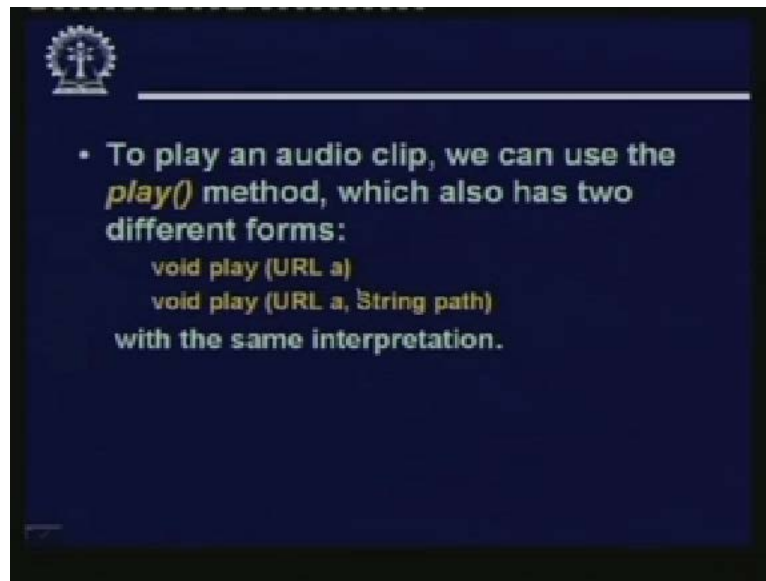 • To play an audio clip, we can use the
play() method, which also has two
different forms:
void play (URL a)
void play (URL a, String path)
with the same interpretation.